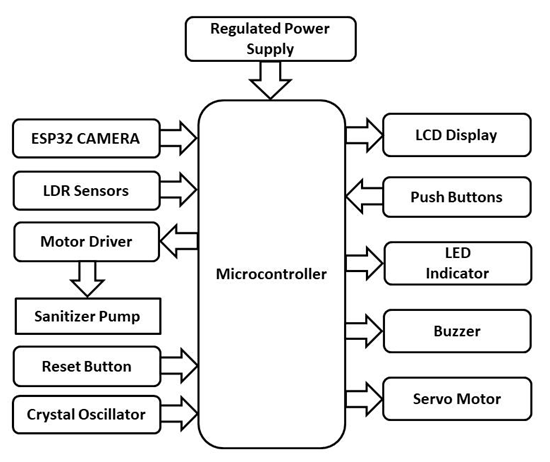 Regulated Power
Supply
ESP32 CAMERA
LDR Sensors
Motor Driver
Sanitizer Pump
Reset Button
Crystal Oscillator
Microcontroller
LCD Display
Push Buttons
LED
Indicator
Buzzer
Servo Motor